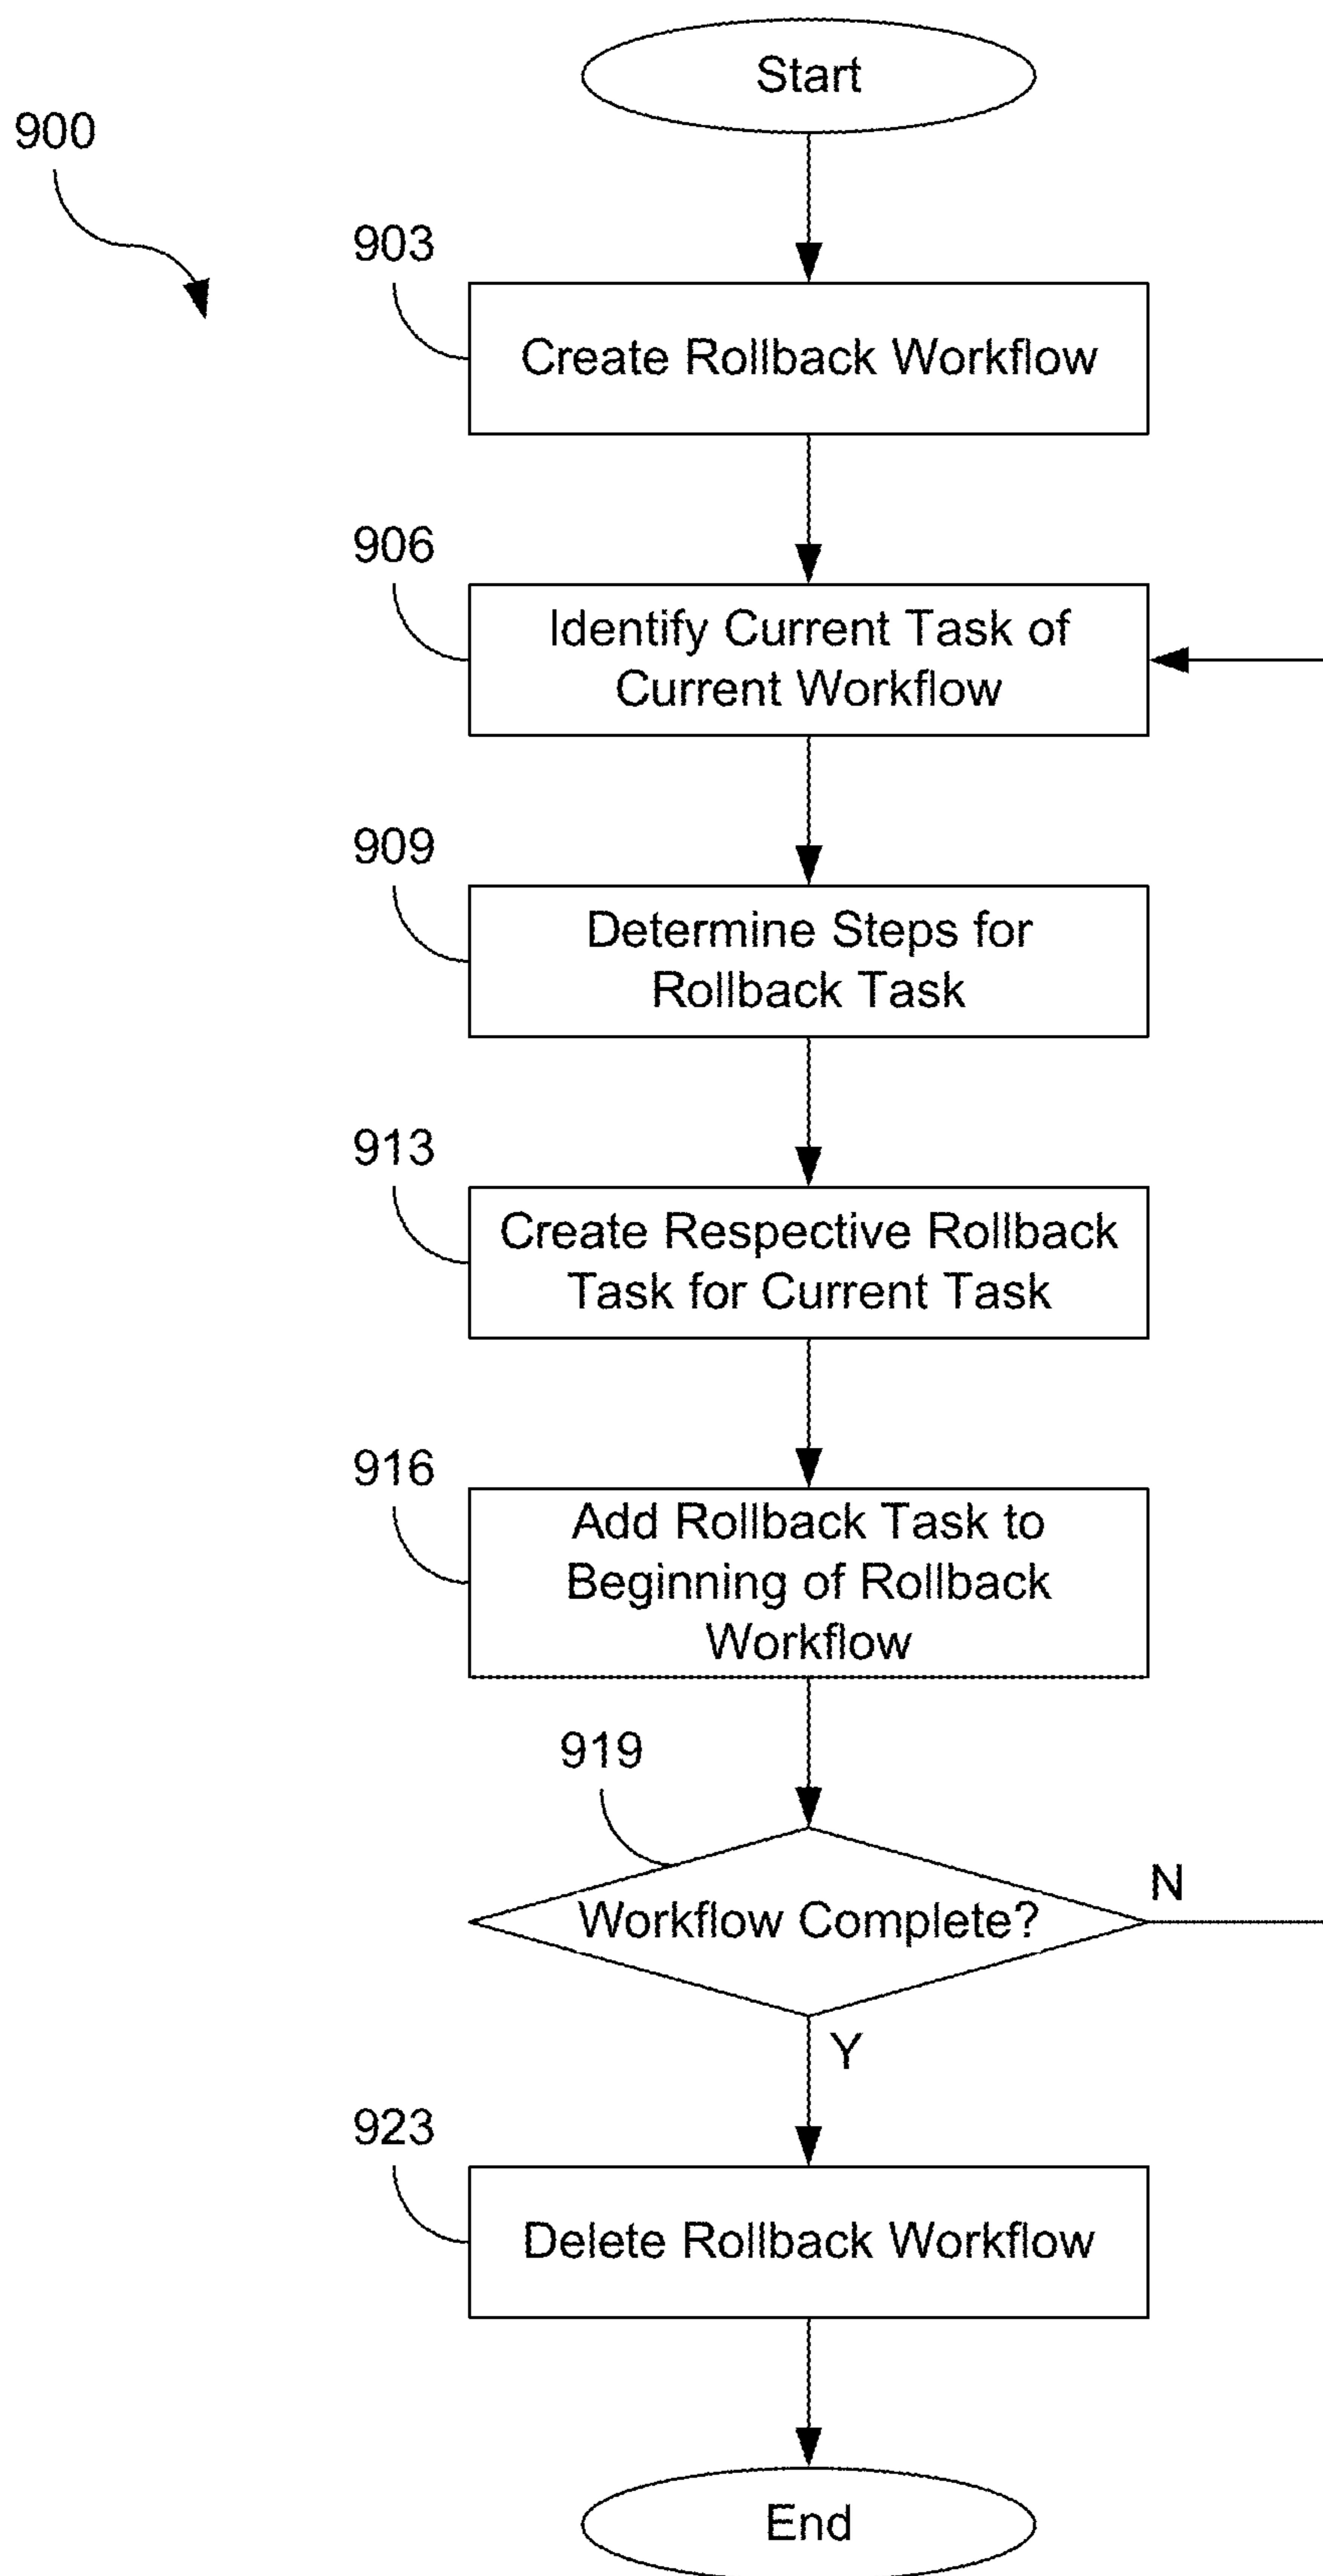 Start
900
903
Create Rollback Workflow
906
Identify Current Task of
Current Workflow
909
Determine Steps for
Rollback Task
913
Create Respective Rollback
Task for Current Task
916
Add Rollback Task to
Beginning of Rollback
Workflow
919
Workflow Complete?
N
Y
923
Delete Rollback Workflow
End